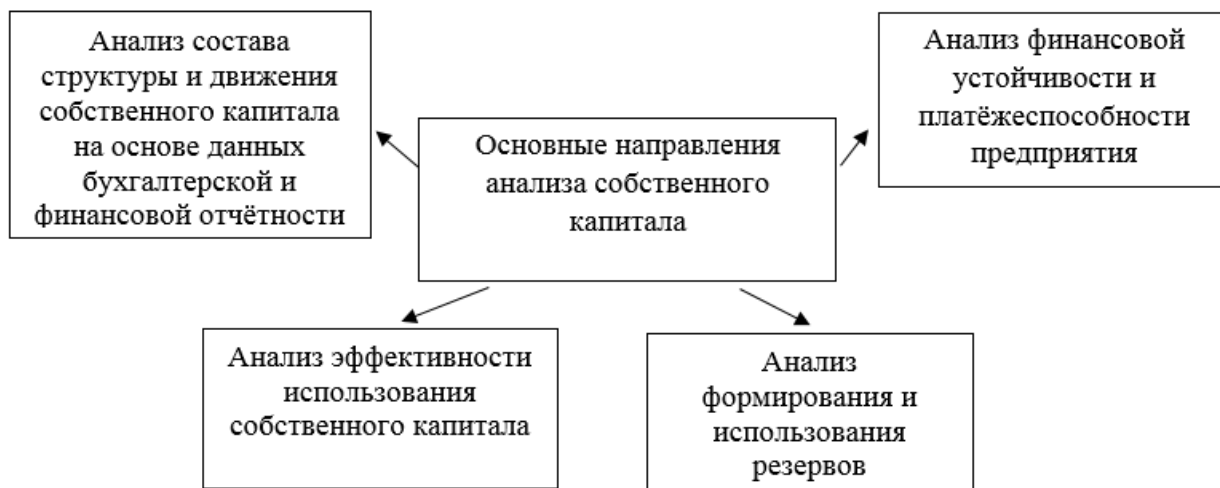 Анализ состава
структуры и движения
собственного капитала
на основе данных
бухгалтерской и
финансовой отчётности
Основные направления
анализа собственного
капитала
Анализ финансовой
устойчивости и
платёжеспособности
предприятия
Анализ эффективности
использования
собственного капитала
Анализ
формирования и
использования
резервов